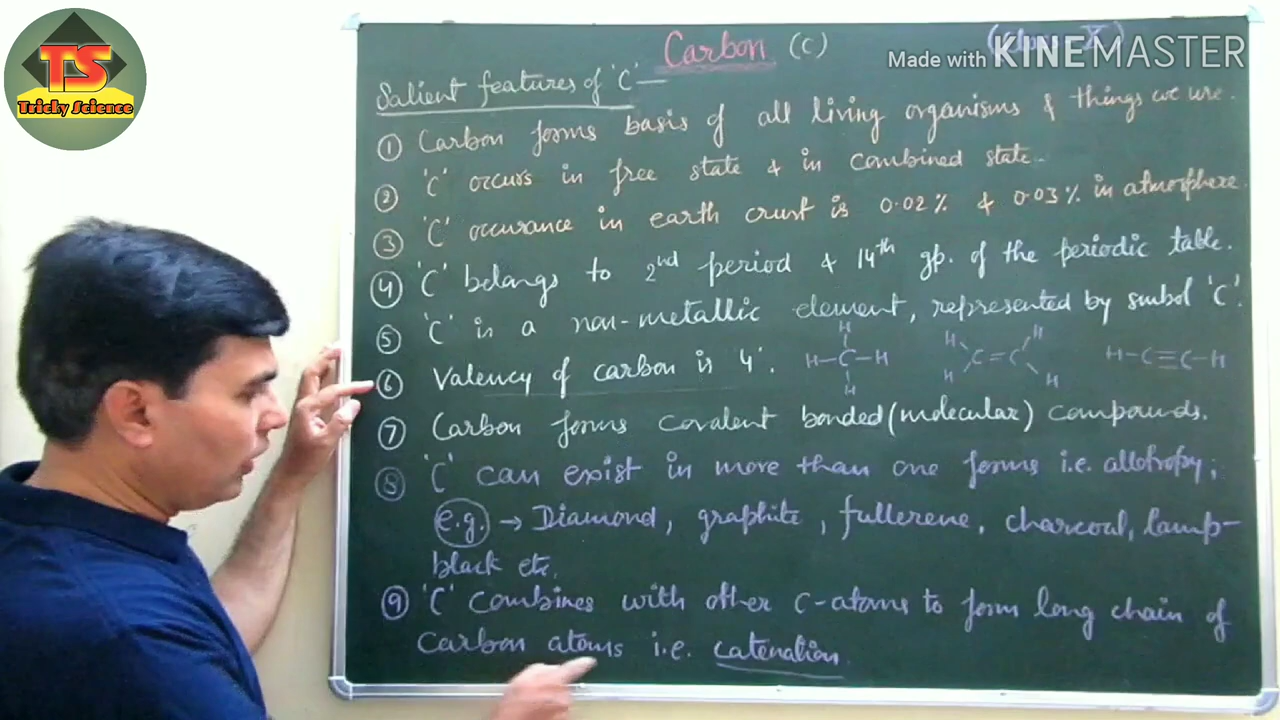 TS
Tricky Science
Made with KINEMASTER
Carbon (C)
(Class X)
Salient features of 'C' —
① Carbon forms basis of all living organisms & things we use.
② 'C' occurs in free state & in combined state.
③ 'C' occurance in earth crust is 0.02% & 0.03% in atmosphere.
④ 'C' belongs to 2nd period & 14th gp. of the periodic table.
⑤ 'C' is a non-metallic element, represented by smbol 'C'.
⑥ Valency of carbon is '4'.
H
H–C–H
H
H H
C=C
H H
H–C≡C–H
⑦ Carbon forms covalent bonded (molecular) compounds.
⑧ 'C' can exist in more than one forms i.e. allotropy;
e.g. → Diamond, graphite, fullerene, charcoal, lamp-
black etc.
⑨ 'C' combines with other C-atoms to form long chain of
carbon atoms i.e. catenation.